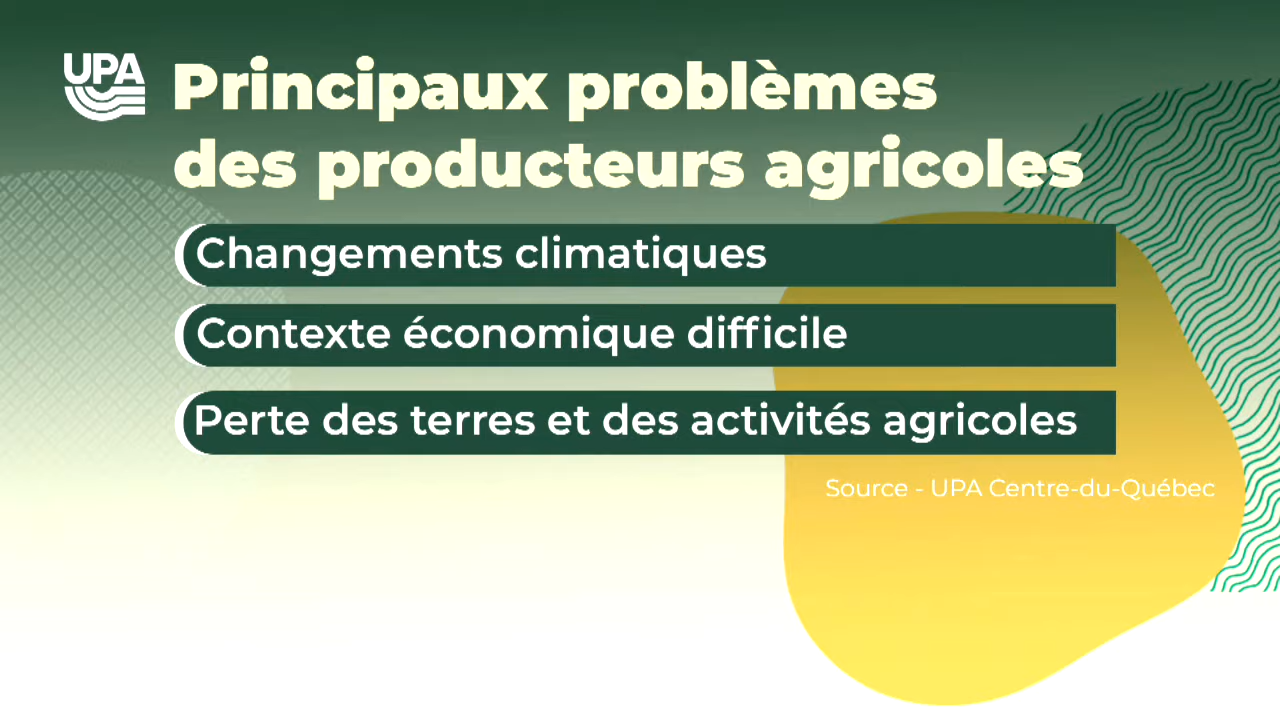 UPA
Principaux problèmes
des producteurs agricoles
Changements climatiques
Contexte économique difficile
Perte des terres et des activités agricoles
Source - UPA Centre-du-Québec